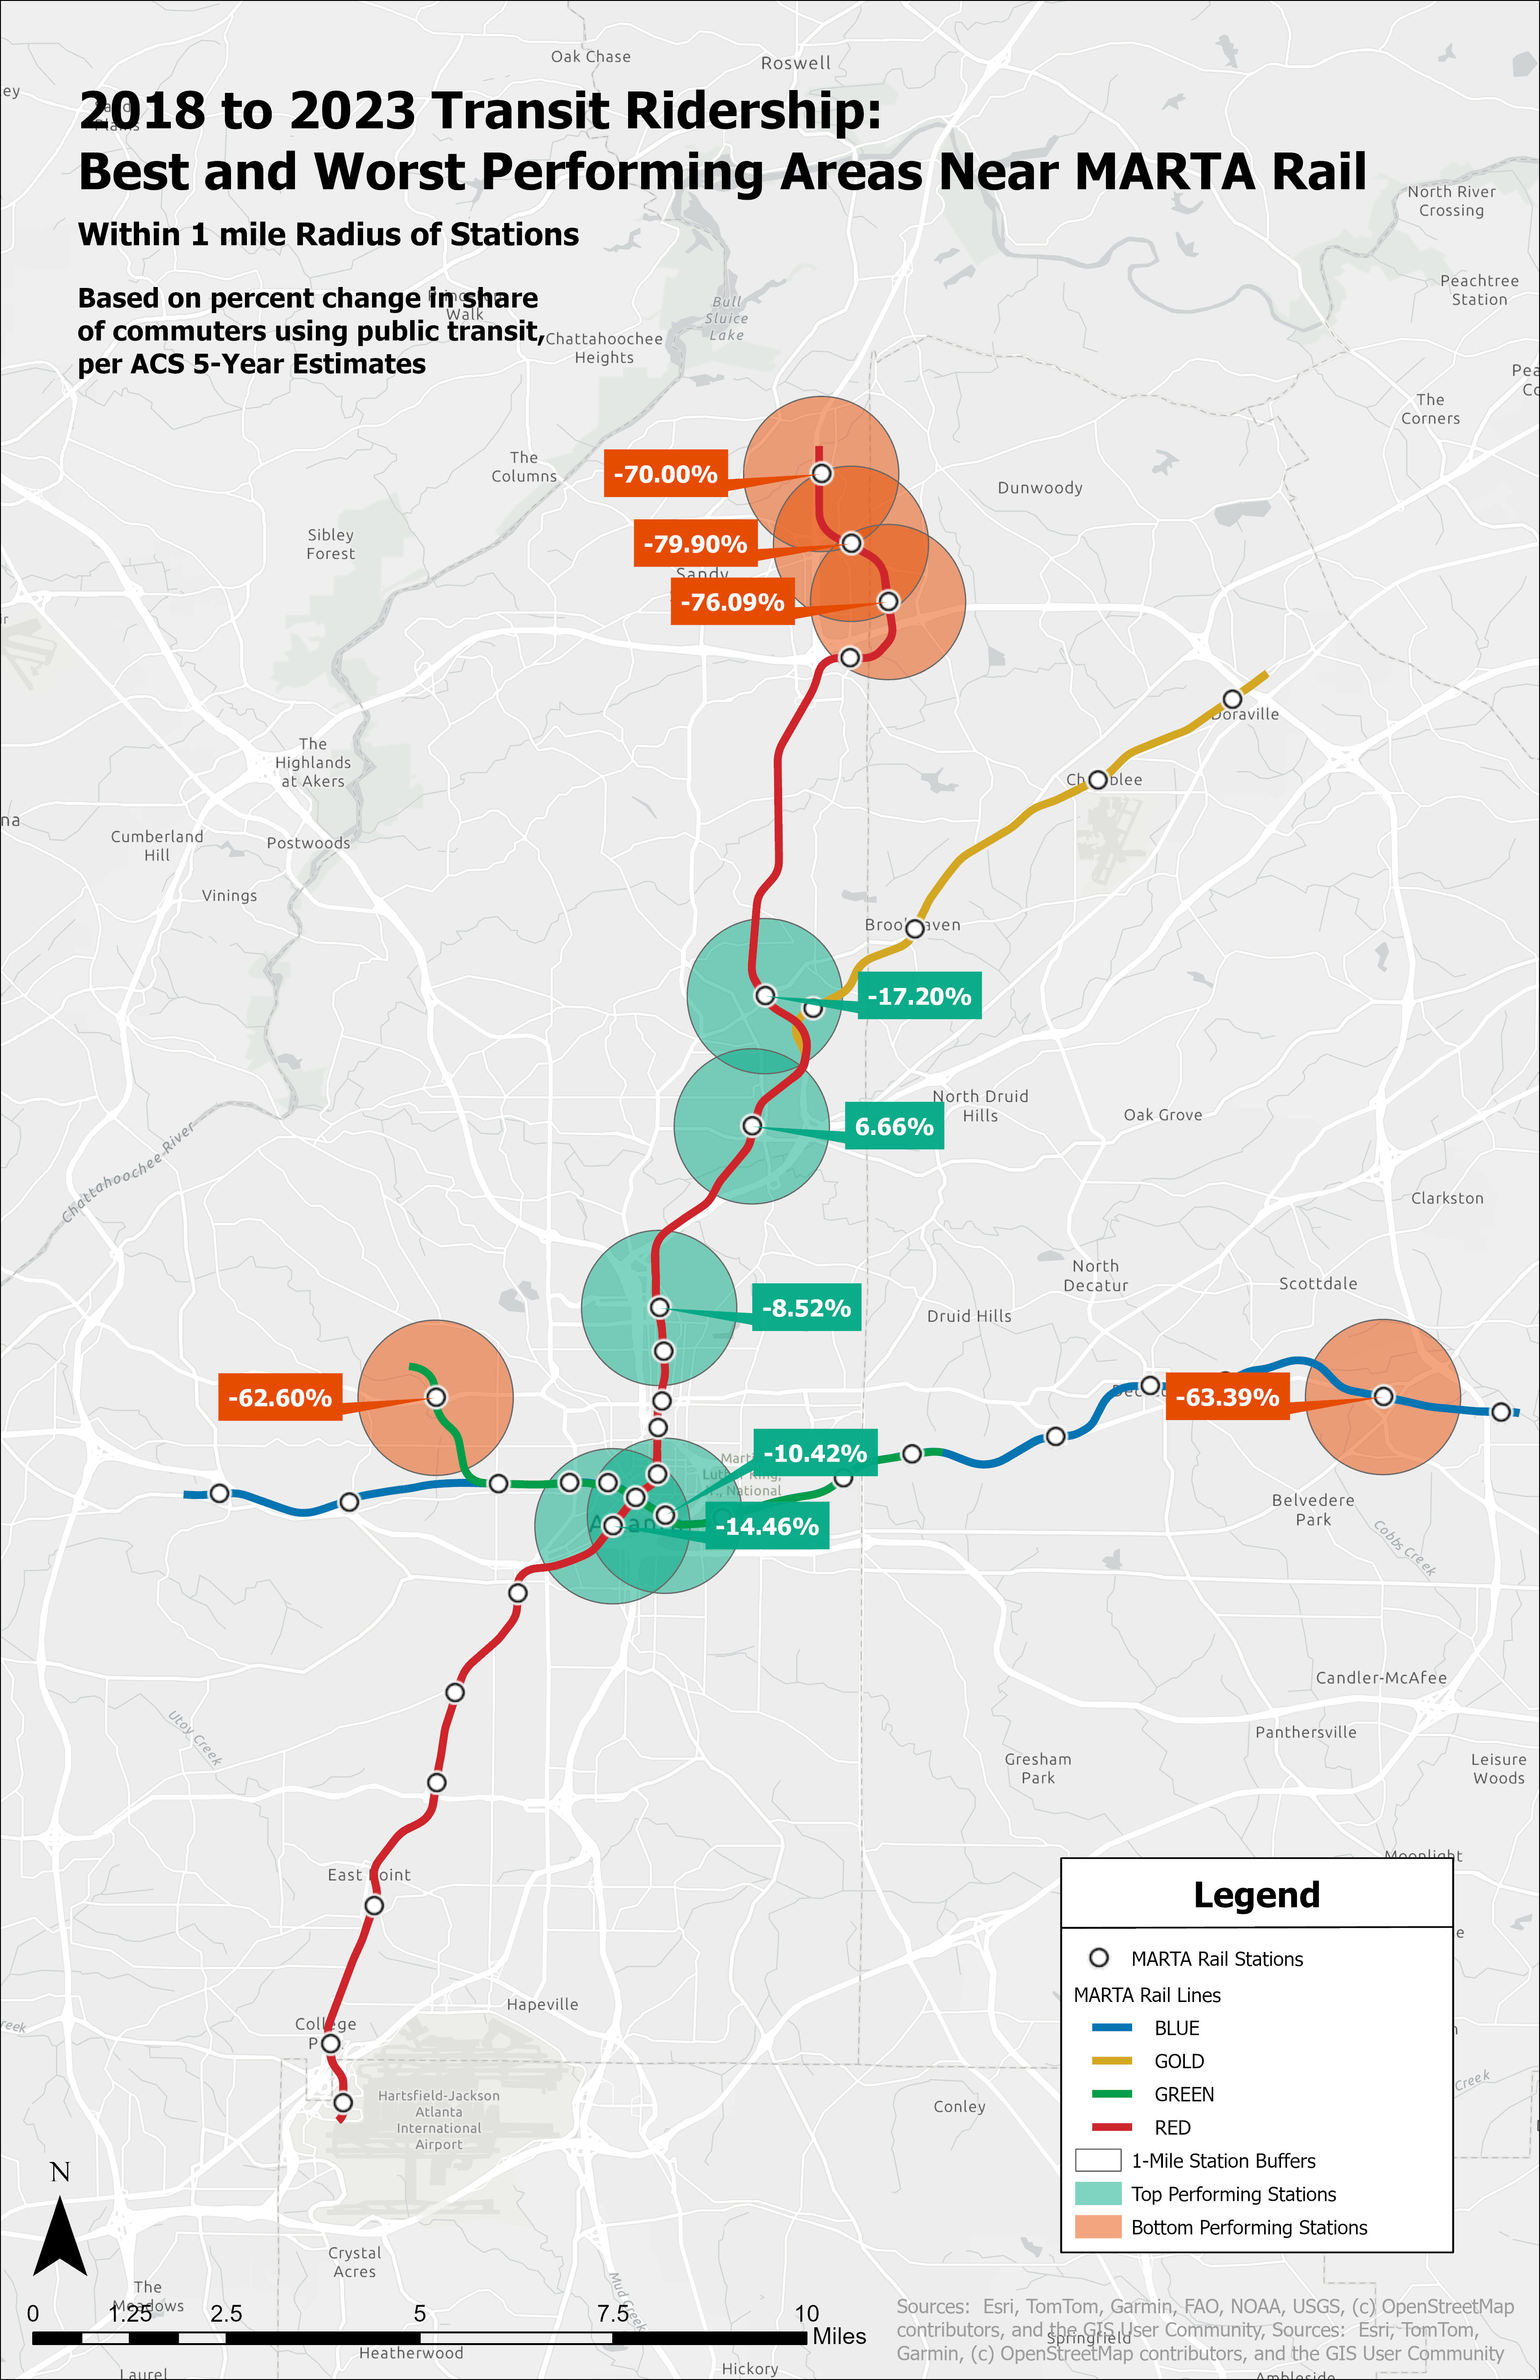 Oak Chase
Roswell
2018 to 2023 Transit Ridership:
Best and Worst Performing Areas Near MARTA Rail
Within 1 mile Radius of Stations
Based on percent change in share
of commuters using public transit,
per ACS 5-Year Estimates
North River
Crossing
Peachtree
Station
Walk
Bull
Sluice
Lake
Chattahoochee
Heights
The
Corners
The
Columns
Dunwoody
Sibley
Forest
-70.00%
-79.90%
Sandy
-76.09%
Doraville
The
Highlands
at Akers
Cumberland
Hill
Postwoods
Vinings
-17.20%
6.66%
North Druid
Hills
Oak Grove
Chattahoochee River
Clarkston
North
Decatur
Scottdale
-8.52%
Druid Hills
-62.60%
-63.39%
-10.42%
-14.46%
Belvedere
Park
Cobbs Creek
Candler-McAfee
Panthersville
Utoy Creek
Gresham
Park
Leisure
Woods
East Point
Hapeville
College
Hartsfield-Jackson
Atlanta
International
Airport
Conley
Creek
Legend
MARTA Rail Stations
MARTA Rail Lines
BLUE
GOLD
GREEN
RED
1-Mile Station Buffers
Top Performing Stations
Bottom Performing Stations
N
Crystal
Acres
The
Meadows
Mud Creek
0 1.25 2.5 5 7.5 10
Miles
Heatherwood
Laurel
Hickory
Springfield
Sources: Esri, TomTom, Garmin, FAO, NOAA, USGS, (c) OpenStreetMap
contributors, and the GIS User Community, Sources: Esri, TomTom,
Garmin, (c) OpenStreetMap contributors, and the GIS User Community